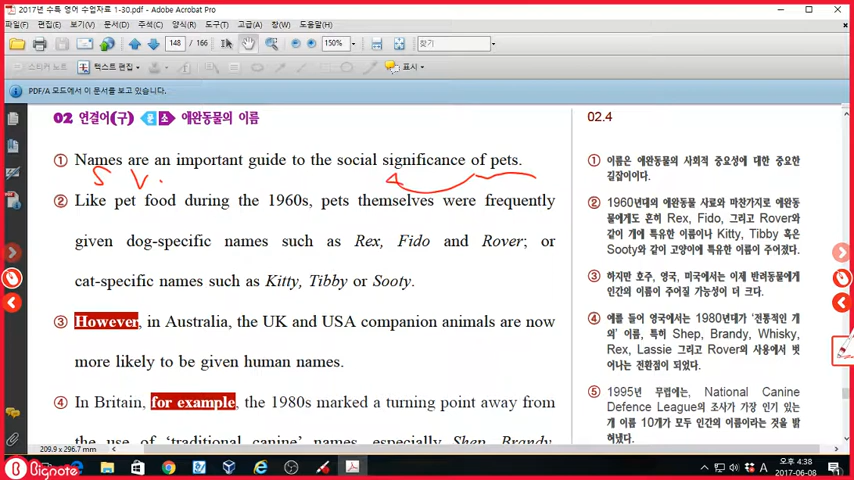 2017년 수특 영어 수업자료 1-30.pdf - Adobe Acrobat Pro
파일(F) 편집(E) 보기(V) 문서(D) 주석(C) 양식(R) 도구(T) 고급(A) 창(W) 도움말(H)
148 / 166 150% 찾기
스티커 노트 텍스트 편집 표시
PDF/A 모드에서 이 문서를 보고 있습니다.
02 연결어(구) 애완동물의 이름
① Names are an important guide to the social significance of pets.
S V.
② Like pet food during the 1960s, pets themselves were frequently
given dog-specific names such as Rex, Fido and Rover; or
cat-specific names such as Kitty, Tibby or Sooty.
③ However, in Australia, the UK and USA companion animals are now
more likely to be given human names.
④ In Britain, for example, the 1980s marked a turning point away from
the use of ‘traditional canine’ names, especially Shep, Brandy,
02.4
① 이름은 애완동물의 사회적 중요성에 대한 중요한
길잡이이다.
② 1960년대의 애완동물 사료와 마찬가지로 애완동
물에게도 흔히 Rex, Fido, 그리고 Rover와
같이 개에 특유한 이름이나 Kitty, Tibby 혹은
Sooty와 같이 고양이에 특유한 이름이 주어졌다.
③ 하지만 호주, 영국, 미국에서는 이제 반려동물에게
인간의 이름이 주어질 가능성이 더 크다.
④ 예를 들어 영국에서는 1980년대가 ‘전통적인 개
의’ 이름, 특히 Shep, Brandy, Whisky,
Rex, Lassie 그리고 Rover의 사용에서 벗
어나는 전환점이 되었다.
⑤ 1995년 무렵에는, National Canine
Defence League의 조사가 가장 인기 있는
개 이름 10개가 모두 인간의 이름이라는 것을 밝
혀냈다.
209.9 x 296.7 mm
Bignote
A 오후 4:38
2017-06-08